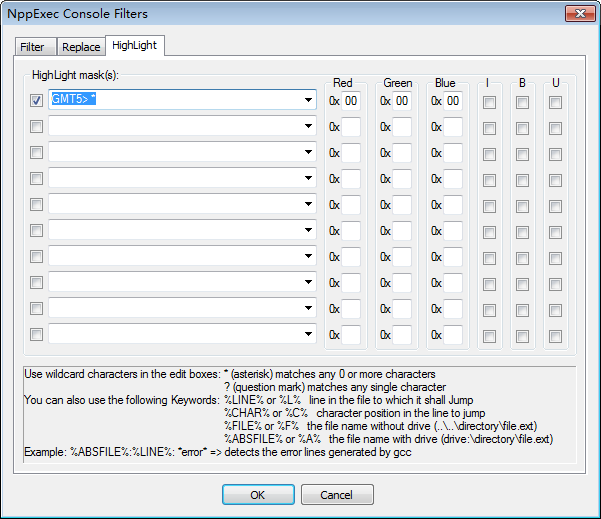 NppExec Console Filters
Filter Replace HighLight
HighLight mask(s): Red Green Blue I B U
GMT5> * 0x 00 0x 00 0x 00
0x 0x 0x
0x 0x 0x
0x 0x 0x
0x 0x 0x
0x 0x 0x
0x 0x 0x
0x 0x 0x
0x 0x 0x
0x 0x 0x
Use wildcard characters in the edit boxes: * (asterisk) matches any 0 or more characters
? (question mark) matches any single character
You can also use the following Keywords: %LINE% or %L% line in the file to which it shall Jump
%CHAR% or %C% character position in the line to jump
%FILE% or %F% the file name without drive (..\..\directory\file.ext)
%ABSFILE% or %A% the file name with drive (drive:\directory\file.ext)
Example: %ABSFILE%:%LINE%: *error* => detects the error lines generated by gcc
OK Cancel